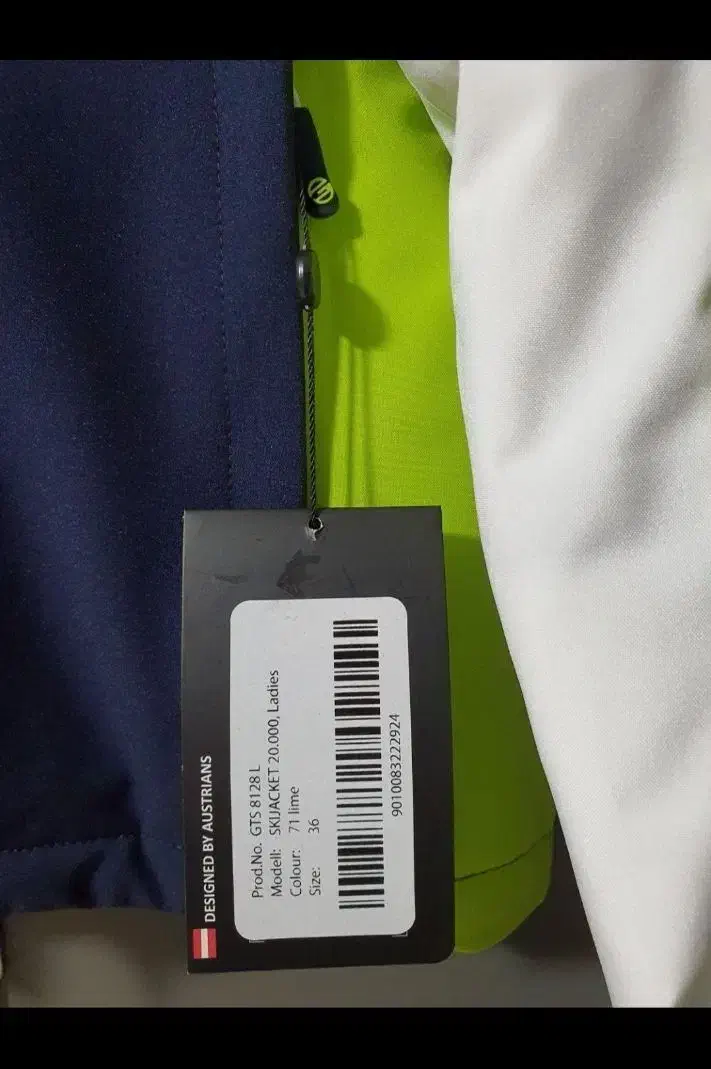 DESIGNED BY AUSTRIANS
Prod.No. GTS 8128 L
Modell: SKIJACKET 20.000, Ladies
Colour: 71 lime
Size: 36
9010083222924